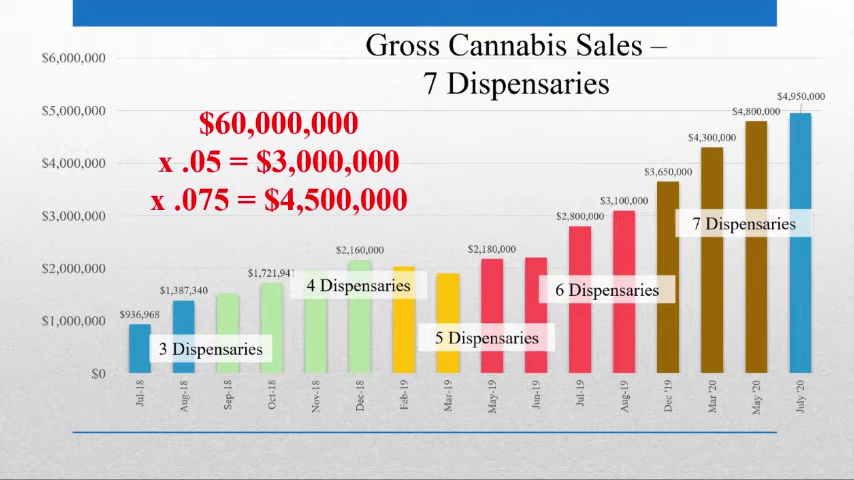 Gross Cannabis Sales –
7 Dispensaries
$60,000,000
x .05 = $3,000,000
x .075 = $4,500,000
$6,000,000
$5,000,000
$4,000,000
$3,000,000
$2,000,000
$1,000,000
$0
$936,968
$1,387,340
$1,721,941
$2,160,000
$2,180,000
$2,800,000
$3,100,000
$3,650,000
$4,300,000
$4,800,000
$4,950,000
3 Dispensaries
4 Dispensaries
5 Dispensaries
6 Dispensaries
7 Dispensaries
Jul-18
Aug-18
Sep-18
Oct-18
Nov-18
Dec-18
Feb-19
Mar-19
May-19
Jun-19
Jul-19
Aug-19
Dec '19
Mar '20
May '20
July '20